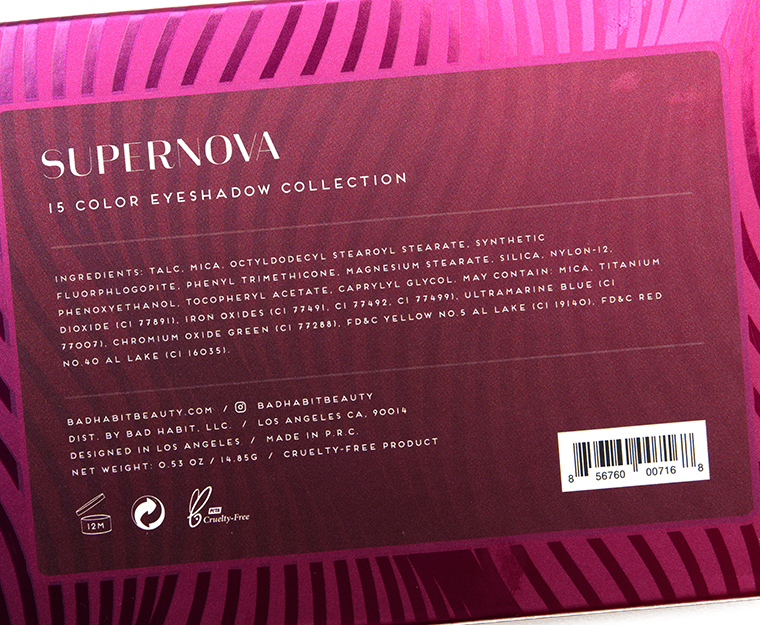 SUPERNOVA
15 COLOR EYESHADOW COLLECTION
INGREDIENTS: TALC, MICA, OCTYLDODECYL STEAROYL STEARATE, SYNTHETIC
FLUORPHLOGOPITE, PHENYL TRIMETHICONE, MAGNESIUM STEARATE, SILICA, NYLON-12,
PHENOXYETHANOL, TOCOPHERYL ACETATE, CAPRYLYL GLYCOL. MAY CONTAIN: MICA, TITANIUM
DIOXIDE (CI 77891), IRON OXIDES (CI 77491, CI 77492, CI 77499), ULTRAMARINE BLUE (CI
77007), CHROMIUM OXIDE GREEN (CI 77288), FD&C YELLOW NO.5 AL LAKE (CI 19140), FD&C RED
NO.40 AL LAKE (CI 16035).
BADHABITBEAUTY.COM / BADHABITBEAUTY
DIST. BY BAD HABIT, LLC. / LOS ANGELES CA, 90014
DESIGNED IN LOS ANGELES / MADE IN P.R.C.
NET WEIGHT: 0.53 OZ / 14.85G / CRUELTY-FREE PRODUCT
8 56760 00716 8
12M
PETA
Cruelty-Free